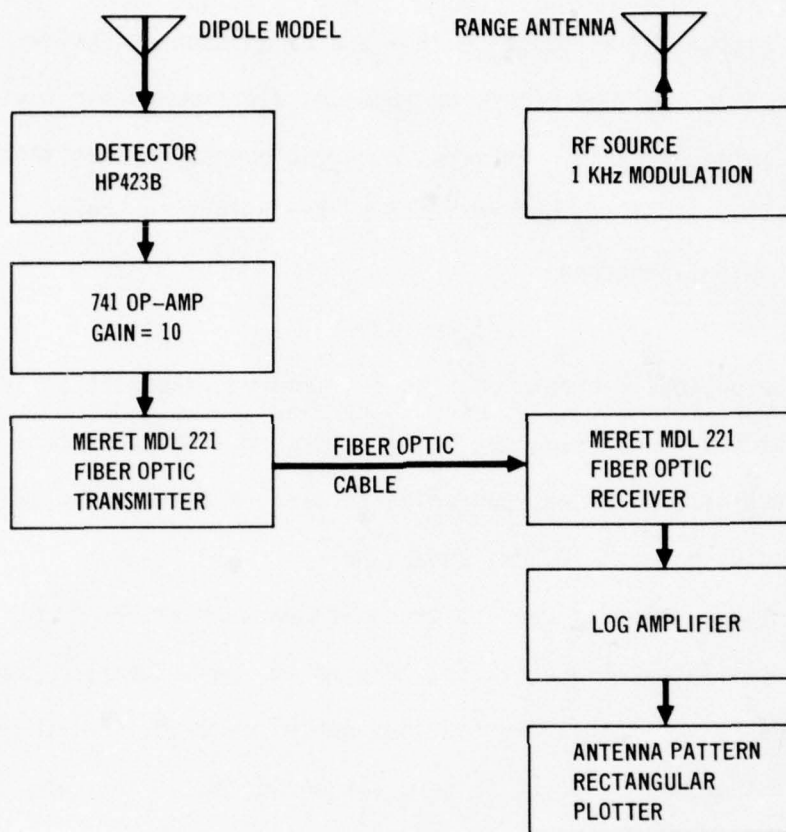 DIPOLE MODEL
RANGE ANTENNA
DETECTOR
HP423B
RF SOURCE
1 KHz MODULATION
741 OP-AMP
GAIN = 10
MERET MDL 221
FIBER OPTIC
TRANSMITTER
FIBER OPTIC
CABLE
MERET MDL 221
FIBER OPTIC
RECEIVER
LOG AMPLIFIER
ANTENNA PATTERN
RECTANGULAR
PLOTTER